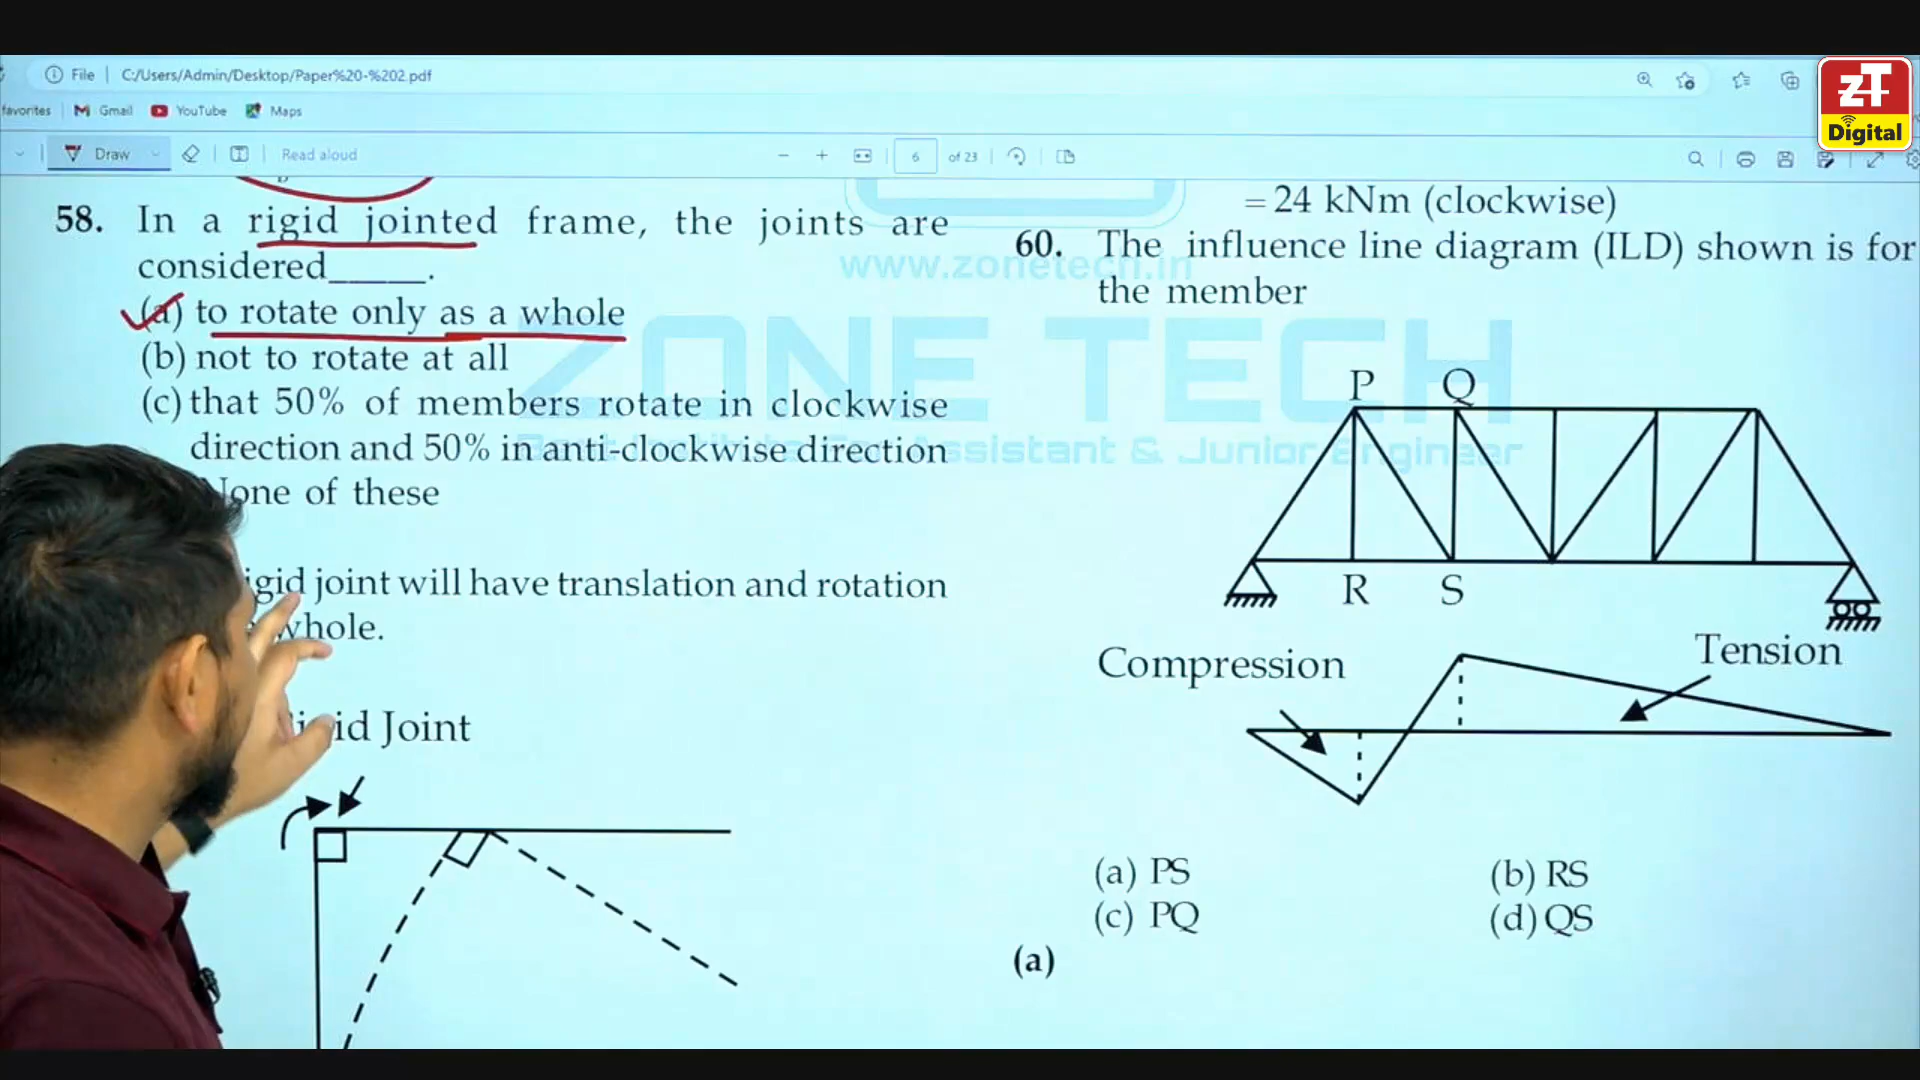 File
C:/Users/Admin/Desktop/Paper%20-%202.pdf
favorites
Gmail
YouTube
Maps
Draw
Read aloud
6
of 23
zT
Digital
58. In a rigid jointed frame, the joints are
considered_____.
(a) to rotate only as a whole
(b) not to rotate at all
(c) that 50% of members rotate in clockwise
direction and 50% in anti-clockwise direction
None of these
igid joint will have translation and rotation
whole.
Rigid Joint
= 24 kNm (clockwise)
60. The influence line diagram (ILD) shown is for
the member
P Q
R S
Compression
Tension
(a) PS
(b) RS
(c) PQ
(d) QS
(a)
www.zonetech.in
ZONE TECH
Best Institute For Assistant & Junior Engineer